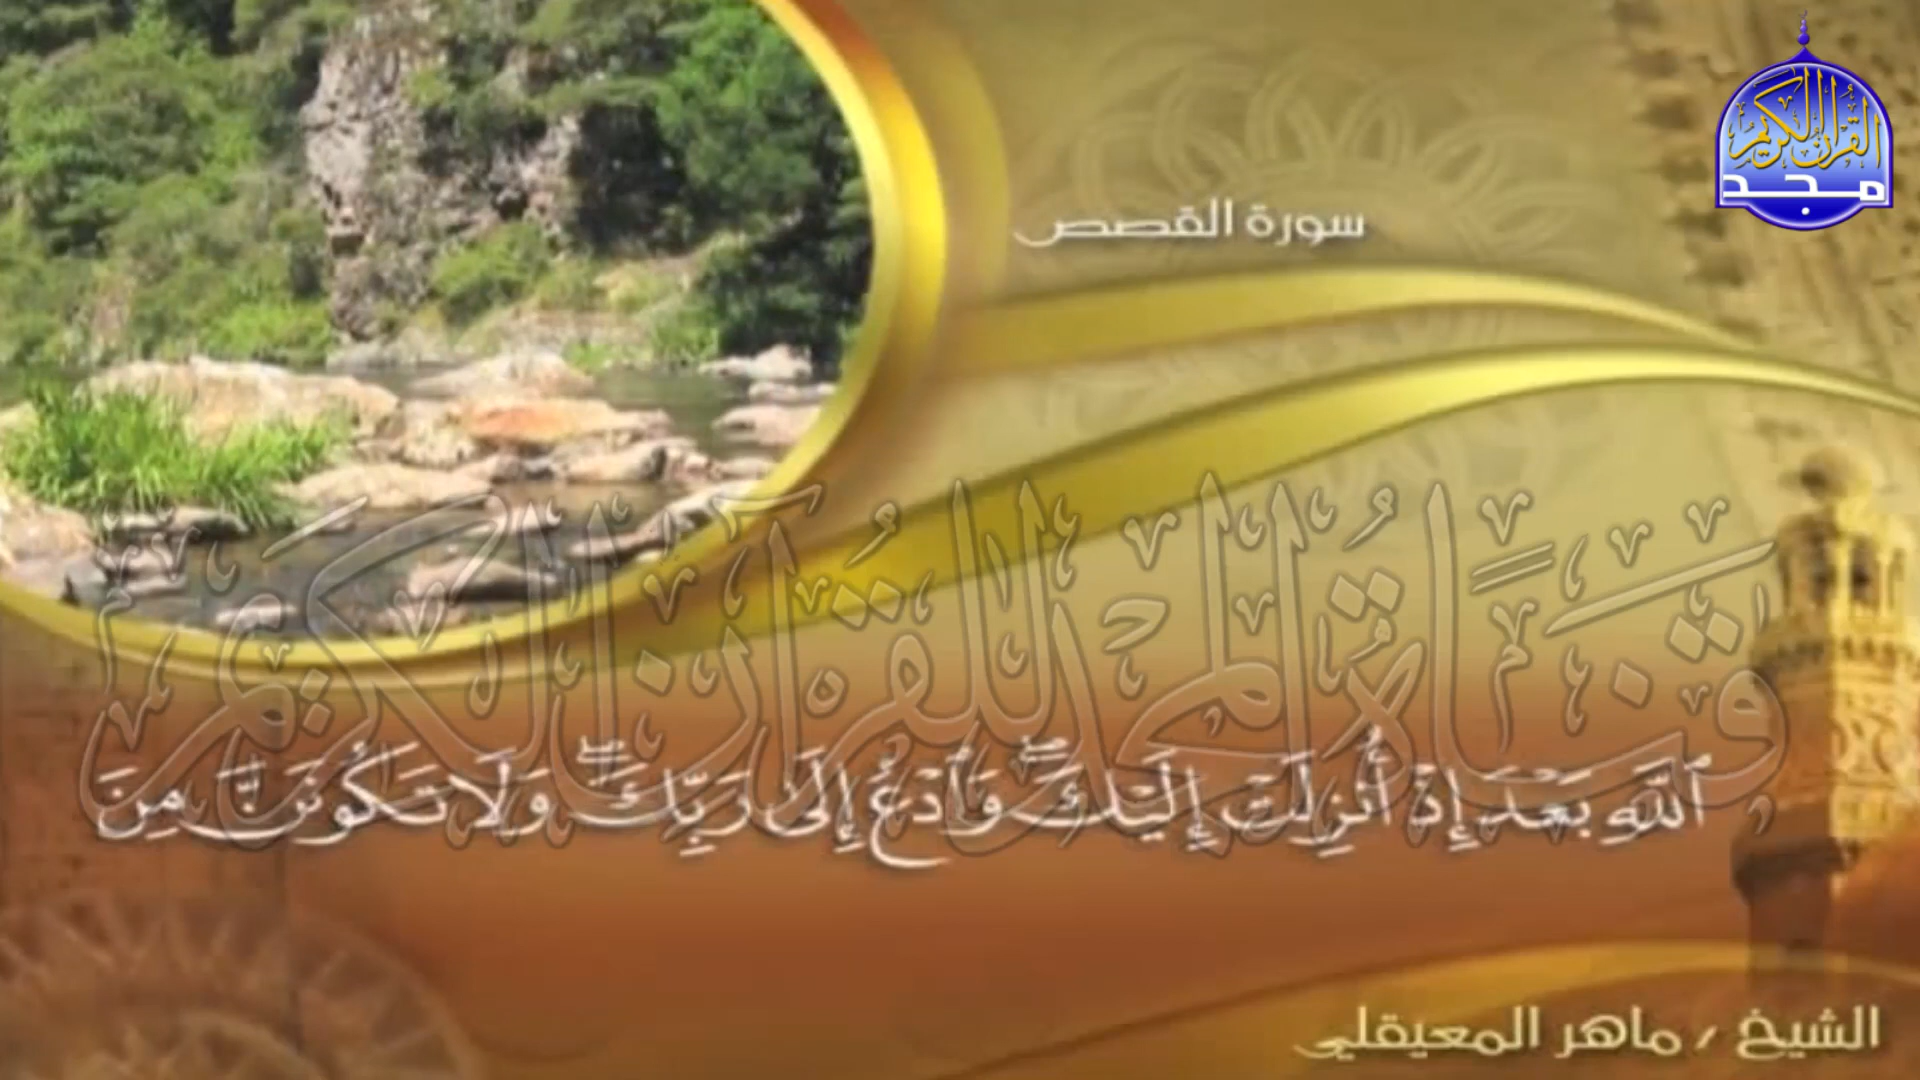 القرآن الكريم
مجد
سورة القصص
قناة المجد للقرآن الكريم
ٱللَّهِ بَعْدَ إِذْ أُنزِلَتْ إِلَيْكَ ۖ وَٱدْعُ إِلَىٰ رَبِّكَ ۖ وَلَا تَكُونَنَّ مِنَ
الشيخ / ماهر المعيقلي